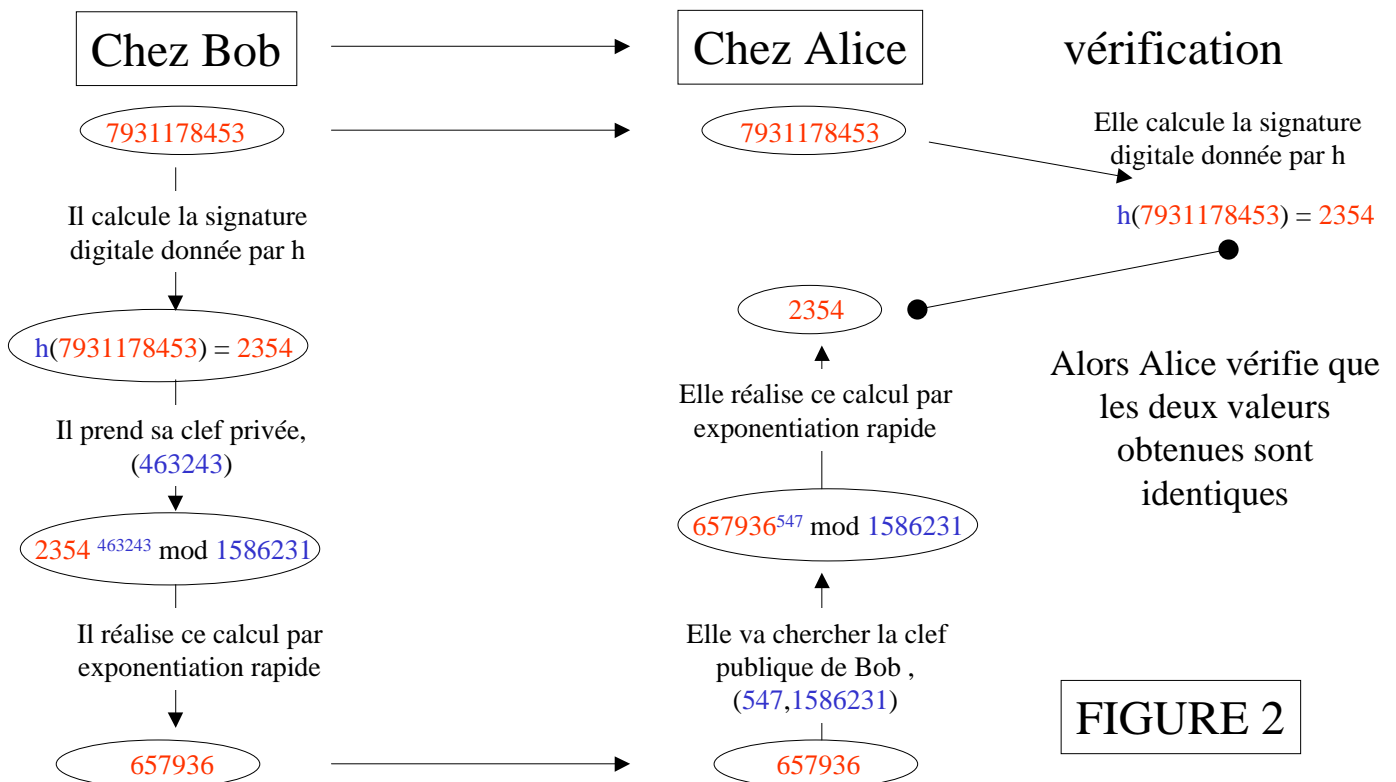 Chez Bob
7931178453
Il calcule la signature
digitale donnée par h
h(7931178453) = 2354
Il prend sa clef privée,
(463243)
2354 463243 mod 1586231
Il réalise ce calcul par
exponentiation rapide
657936
Chez Alice
7931178453
2354
Elle réalise ce calcul par
exponentiation rapide
657936547 mod 1586231
Elle va chercher la clef
publique de Bob ,
(547,1586231)
657936
vérification
Elle calcule la signature
digitale donnée par h
h(7931178453) = 2354
Alors Alice vérifie que
les deux valeurs
obtenues sont
identiques
FIGURE 2